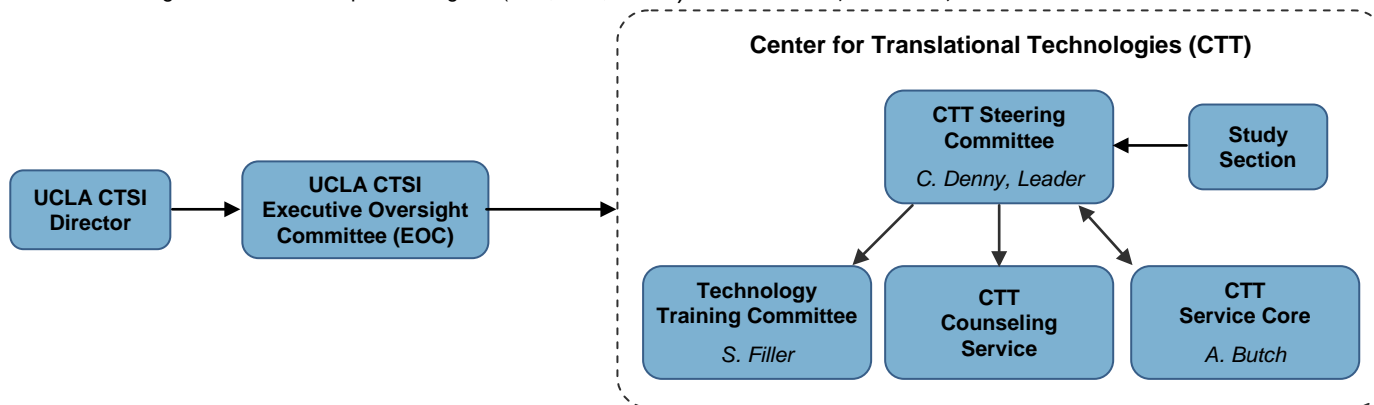 Center for Translational Technologies (CTT)
CTT Steering
Committee
C. Denny, Leader
Study
Section
UCLA CTSI
Director
UCLA CTSI
Executive Oversight
Committee (EOC)
Technology
Training Committee
S. Filler
CTT
Counseling
Service
CTT
Service Core
A. Butch